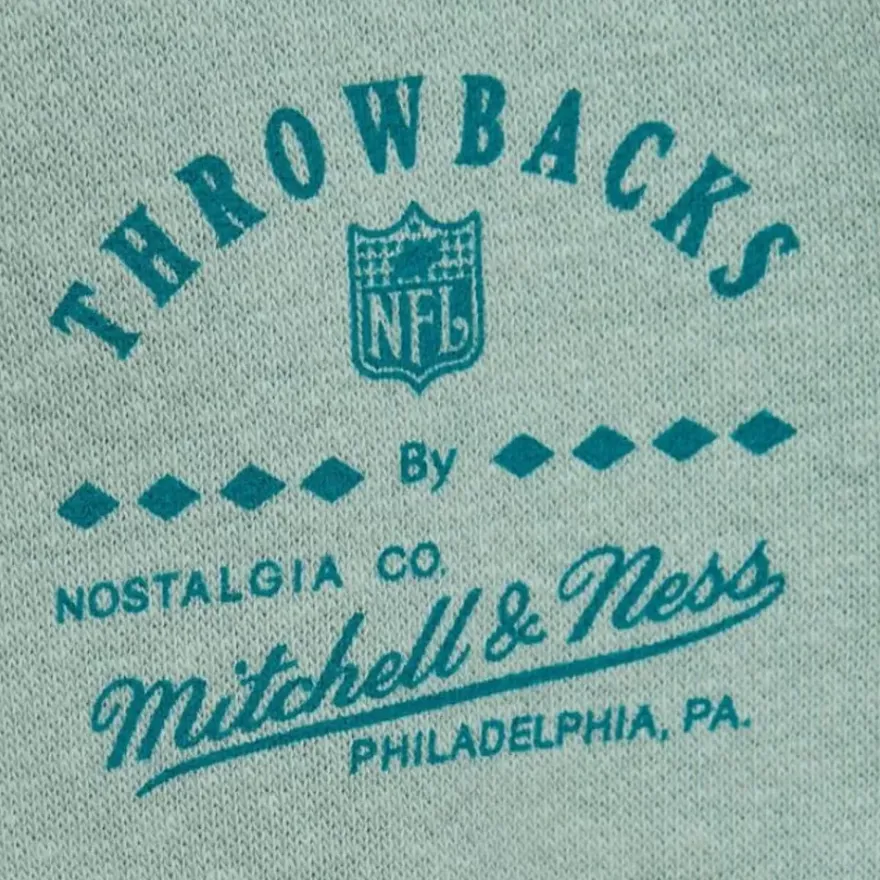 THROWBACKS
NFL
By
NOSTALGIA CO.
Mitchell & Ness
PHILADELPHIA, PA.